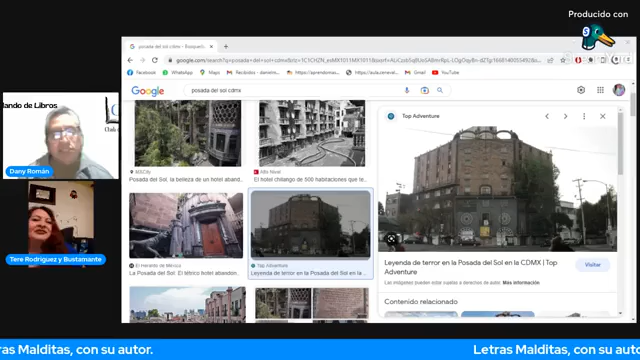 Producido con
posada del sol cdmx - Búsqueda
Facebook
WhatsApp
Maps
YouTube
Google
posada del sol cdmx
Top Adventure
lando de Libros
MXCity
Posada del Sol, la belleza de un hotel aband...
Alto Nivel
El hotel chilango de 500 habitaciones que le...
Dany Román
Tere Rodriguez y Bustamante
El Heraldo de México
La Posada del Sol: El tétrico hotel abandon...
Top Adventure
Leyenda de terror en la Posada del Sol en la ...
Leyenda de terror en la Posada del Sol en la CDMX | Top
Adventure
Visitar
Las imágenes pueden estar sujetas a derechos de autor. Más información
Contenido relacionado
ras Malditas, con su autor.
Letras Malditas, con su auto